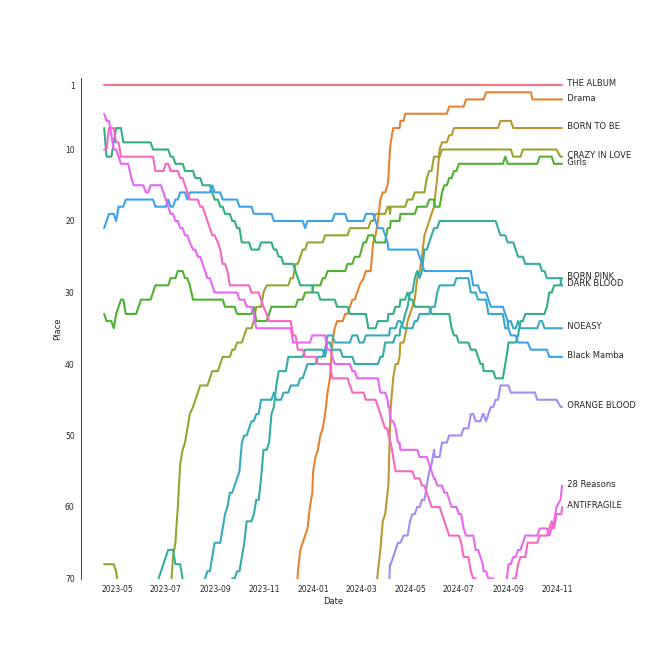 THE ALBUM
Drama
BORN TO BE
CRAZY IN LOVE
Girls
BORN PINK
DARK BLOOD
NOEASY
Black Mamba
ORANGE BLOOD
28 Reasons
ANTIFRAGILE
1
10
20
30
40
50
60
70
Place
2023-05
2023-07
2023-09
2023-11
2024-01
2024-03
2024-05
2024-07
2024-09
2024-11
Date